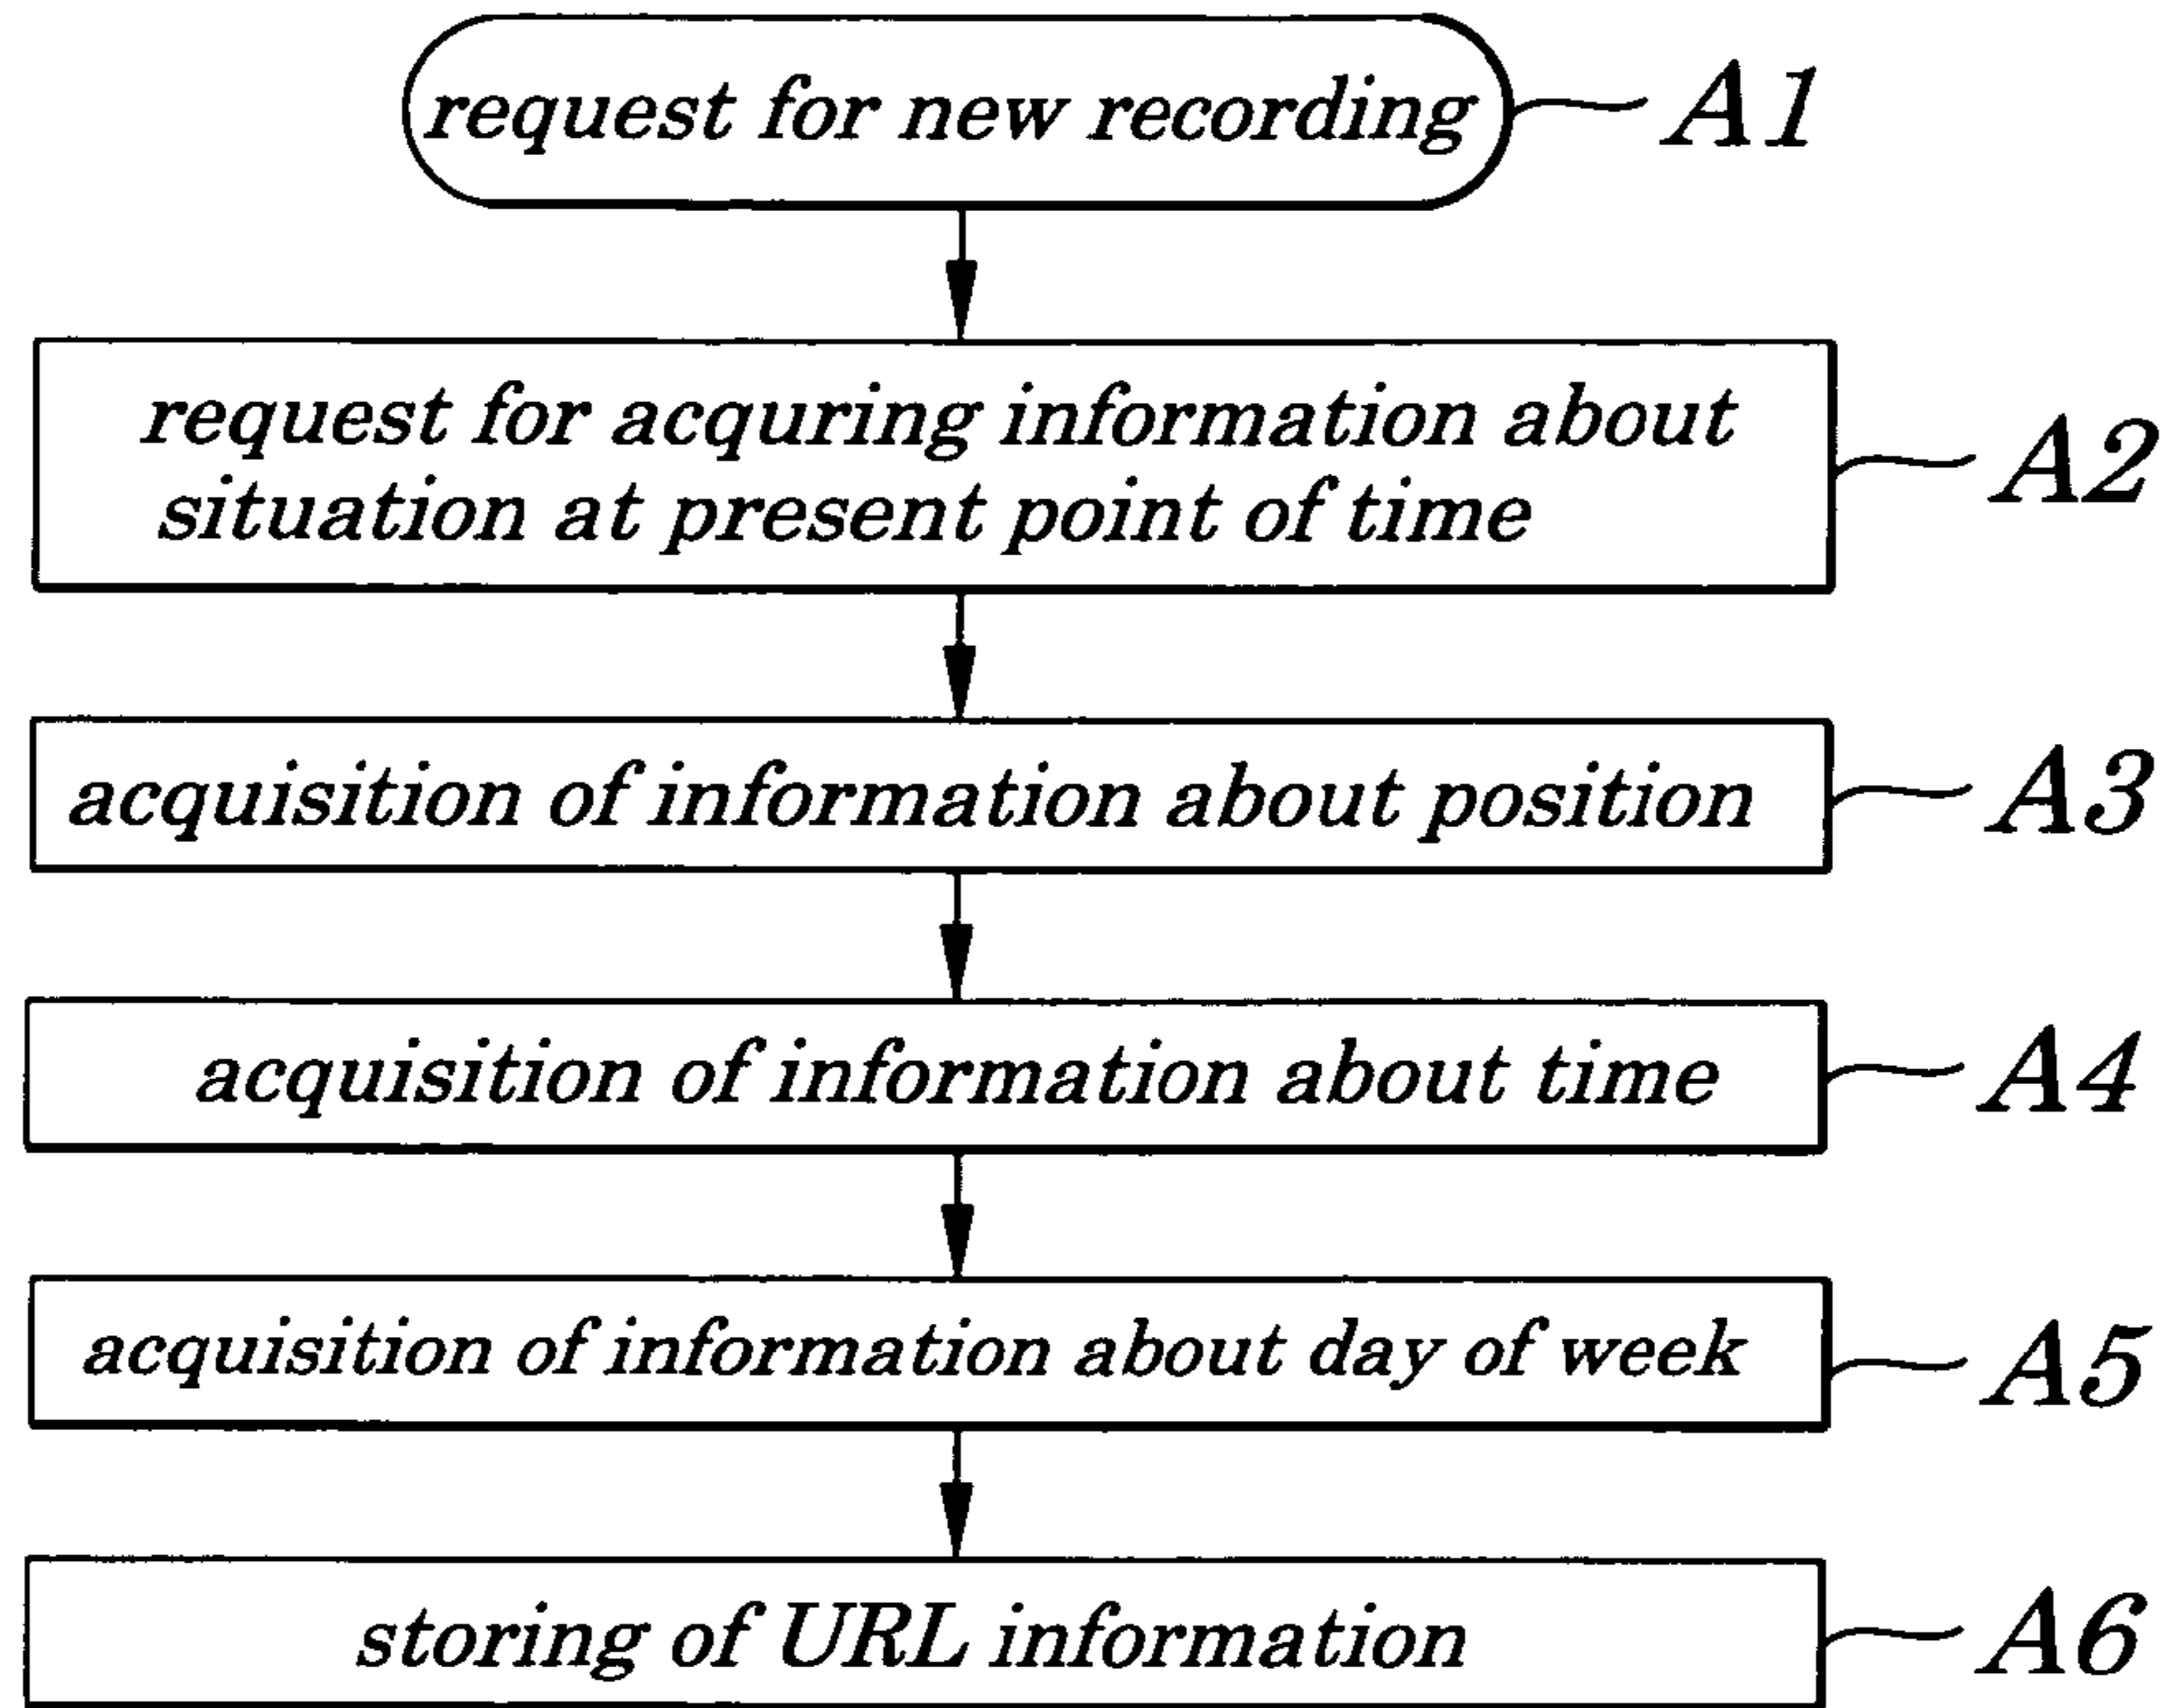 request for new recording A1
request for acquring information about A2
situation at present point of time
acquisition of information about position A3
acquisition of information about time A4
acquisition of information about day of week A5
storing of URL information A6